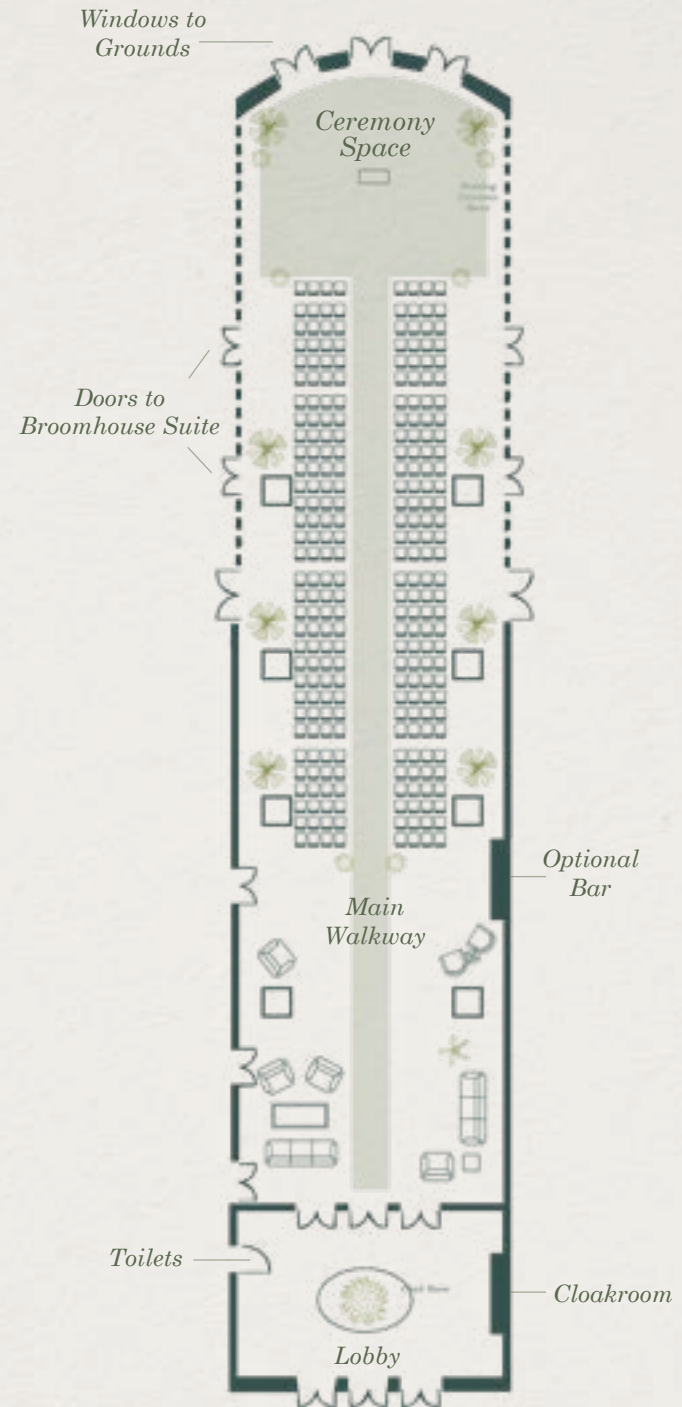 Windows to
Grounds
Ceremony
Space
Doors to
Broomhouse Suite
Optional
Bar
Main
Walkway
Toilets
Cloakroom
Lobby